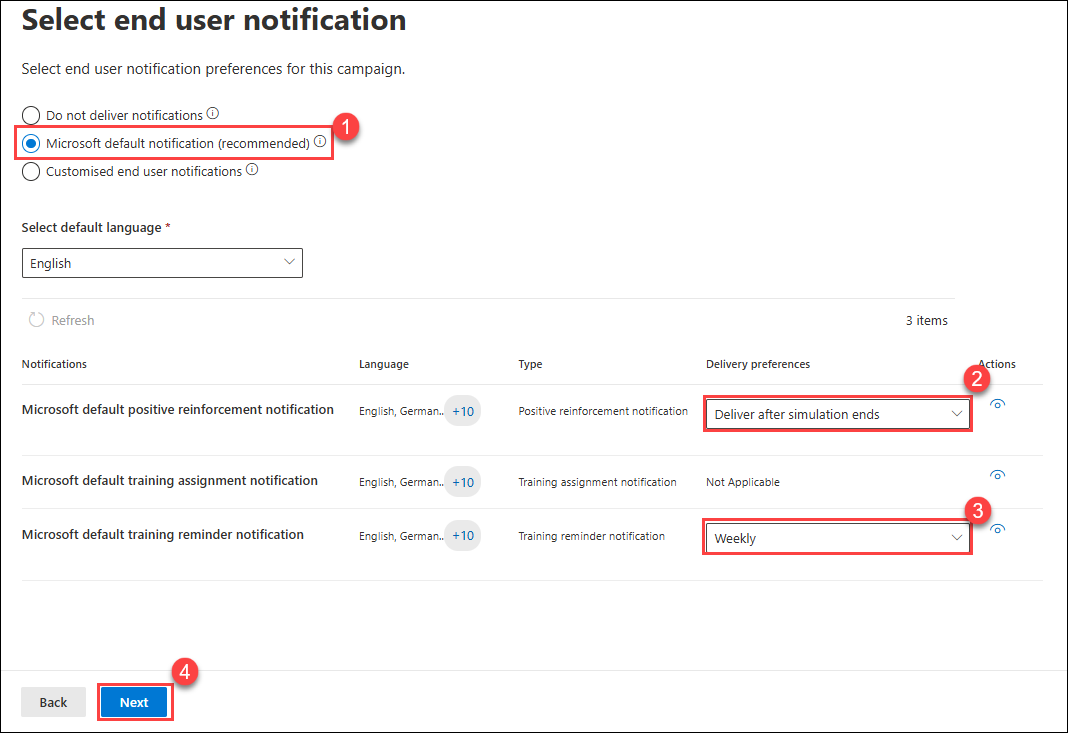 Select end user notification
Select end user notification preferences for this campaign.
Do not deliver notifications
Microsoft default notification (recommended)
1
Customised end user notifications
Select default language *
English
Refresh
3 items
Notifications Language Type Delivery preferences Actions
2
Microsoft default positive reinforcement notification English, German.. +10 Positive reinforcement notification Deliver after simulation ends
Microsoft default training assignment notification English, German.. +10 Training assignment notification Not Applicable
3
Microsoft default training reminder notification English, German.. +10 Training reminder notification Weekly
4
Back Next